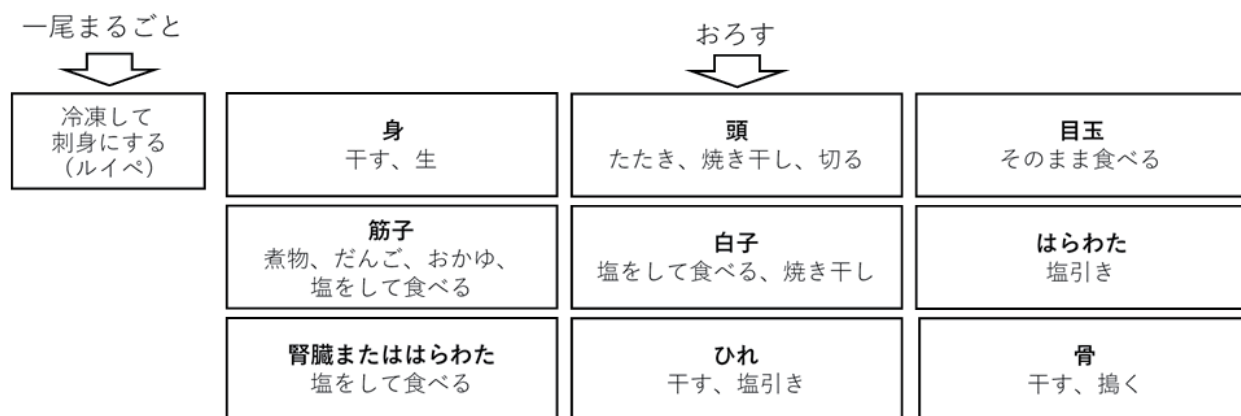 一尾まるごと
おろす
冷凍して
刺身にする
(ルイペ)
身
干す、生
頭
たたき、焼き干し、切る
目玉
そのまま食べる
筋子
煮物、だんご、おかゆ、
塩をして食べる
白子
塩をして食べる、焼き干し
はらわた
塩引き
腎臓またははらわた
塩をして食べる
ひれ
干す、塩引き
骨
干す、搗く